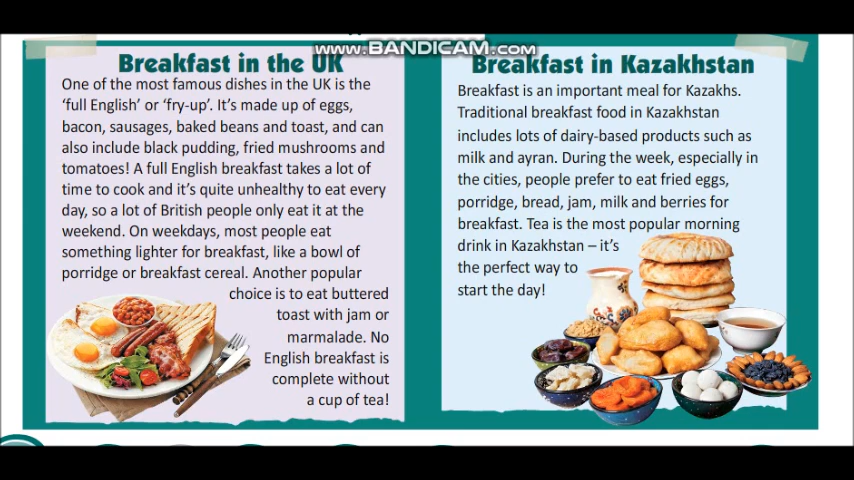 www.BANDICAM.com
Breakfast in the UK
One of the most famous dishes in the UK is the
‘full English’ or ‘fry-up’. It’s made up of eggs,
bacon, sausages, baked beans and toast, and can
also include black pudding, fried mushrooms and
tomatoes! A full English breakfast takes a lot of
time to cook and it’s quite unhealthy to eat every
day, so a lot of British people only eat it at the
weekend. On weekdays, most people eat
something lighter for breakfast, like a bowl of
porridge or breakfast cereal. Another popular
choice is to eat buttered
toast with jam or
marmalade. No
English breakfast is
complete without
a cup of tea!
Breakfast in Kazakhstan
Breakfast is an important meal for Kazakhs.
Traditional breakfast food in Kazakhstan
includes lots of dairy-based products such as
milk and ayran. During the week, especially in
the cities, people prefer to eat fried eggs,
porridge, bread, jam, milk and berries for
breakfast. Tea is the most popular morning
drink in Kazakhstan – it’s
the perfect way to
start the day!